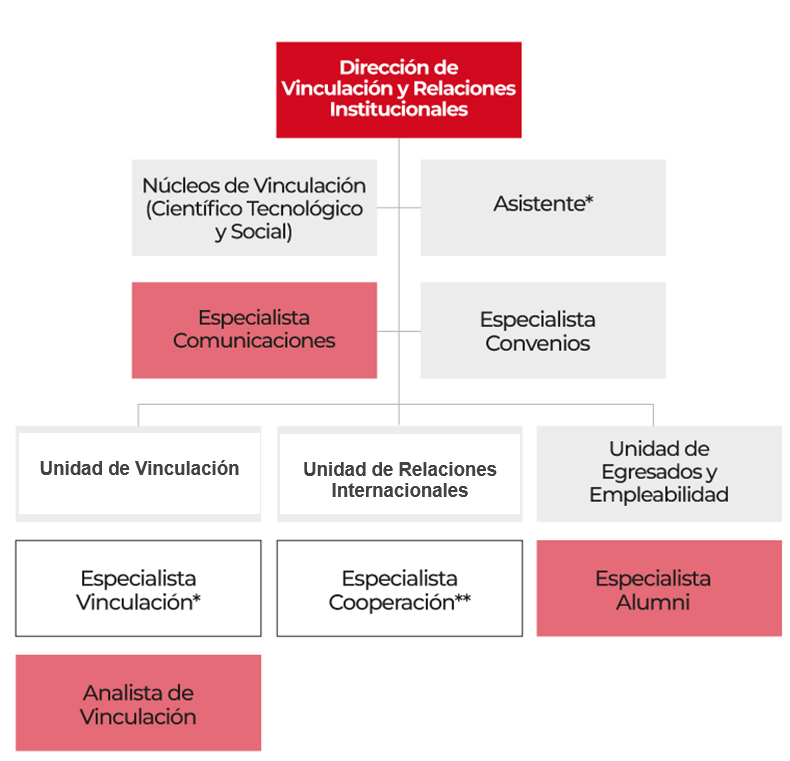 Dirección de
Vinculación y Relaciones
Institucionales
Núcleos de Vinculación
(Científico Tecnológico
y Social)
Asistente*
Especialista
Comunicaciones
Especialista
Convenios
Unidad de Vinculación
Unidad de Relaciones
Internacionales
Unidad de
Egresados y
Empleabilidad
Especialista
Vinculación*
Especialista
Cooperación**
Especialista
Alumni
Analista de
Vinculación